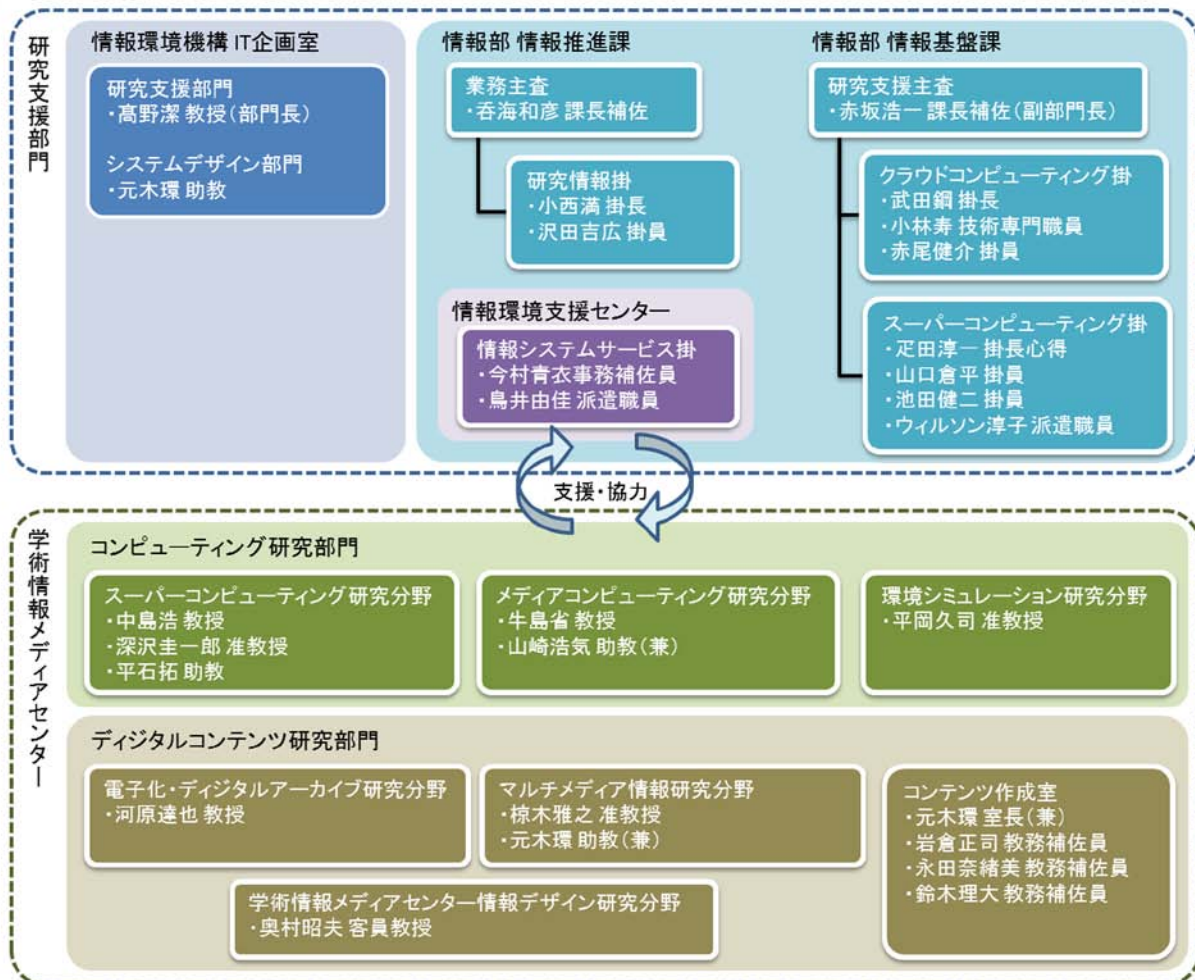 研究支援部門
情報環境機構 IT企画室
研究支援部門
・髙野潔 教授(部門長)
システムデザイン部門
・元木環 助教
情報部 情報推進課
業務主査
・呑海和彦 課長補佐
研究情報掛
・小西満 掛長
・沢田吉広 掛員
情報環境支援センター
情報システムサービス掛
・今村青衣事務補佐員
・鳥井由佳 派遣職員
情報部 情報基盤課
研究支援主査
・赤坂浩一 課長補佐(副部門長)
クラウドコンピューティング掛
・武田鋼 掛長
・小林寿 技術専門職員
・赤尾健介 掛員
スーパーコンピューティング掛
・疋田淳一 掛長心得
・山口倉平 掛員
・池田健二 掛員
・ウィルソン淳子 派遣職員
支援・協力
学術情報メディアセンター
コンピューティング研究部門
スーパーコンピューティング研究分野
・中島浩 教授
・深沢圭一郎 准教授
・平石拓 助教
メディアコンピューティング研究分野
・牛島省 教授
・山崎浩気 助教(兼)
環境シミュレーション研究分野
・平岡久司 准教授
ディジタルコンテンツ研究部門
電子化・ディジタルアーカイブ研究分野
・河原達也 教授
マルチメディア情報研究分野
・椋木雅之 准教授
・元木環 助教(兼)
学術情報メディアセンター情報デザイン研究分野
・奥村昭夫 客員教授
コンテンツ作成室
・元木環 室長(兼)
・岩倉正司 教務補佐員
・永田奈緒美 教務補佐員
・鈴木理大 教務補佐員